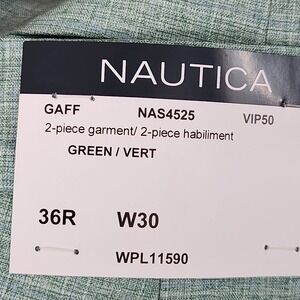 NAUTICA
GAFF NAS4525 VIP50
2-piece garment/ 2-piece habiliment
GREEN / VERT
36R W30
WPL11590